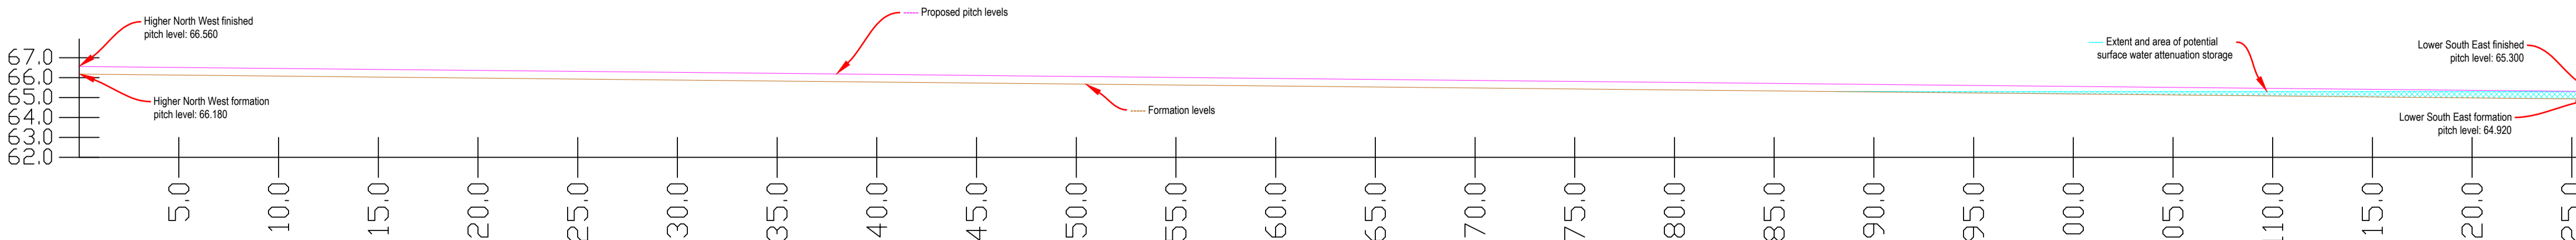 Higher North West finished
pitch level: 66.560
Proposed pitch levels
Extent and area of potential
surface water attenuation storage
Lower South East finished
pitch level: 65.300
67.0
66.0
65.0
64.0
63.0
62.0
Higher North West formation
pitch level: 66.180
Formation levels
Lower South East formation
pitch level: 64.920
5.0
10.0
15.0
20.0
25.0
30.0
35.0
40.0
45.0
50.0
55.0
60.0
65.0
70.0
75.0
80.0
85.0
90.0
95.0
00.0
05.0
110.0
15.0
20.0
25.0